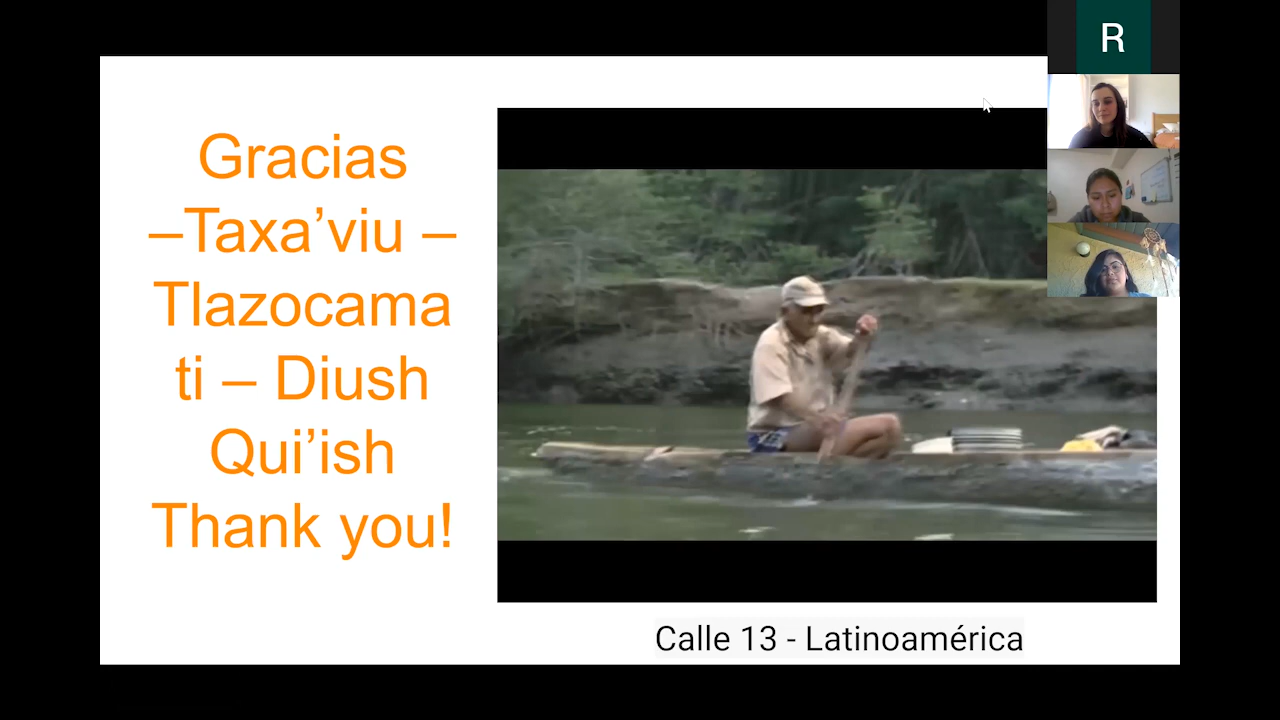 R
Gracias
–Taxa’viu –
Tlazocama
ti – Diush
Qui’ish
Thank you!
Calle 13 - Latinoamérica